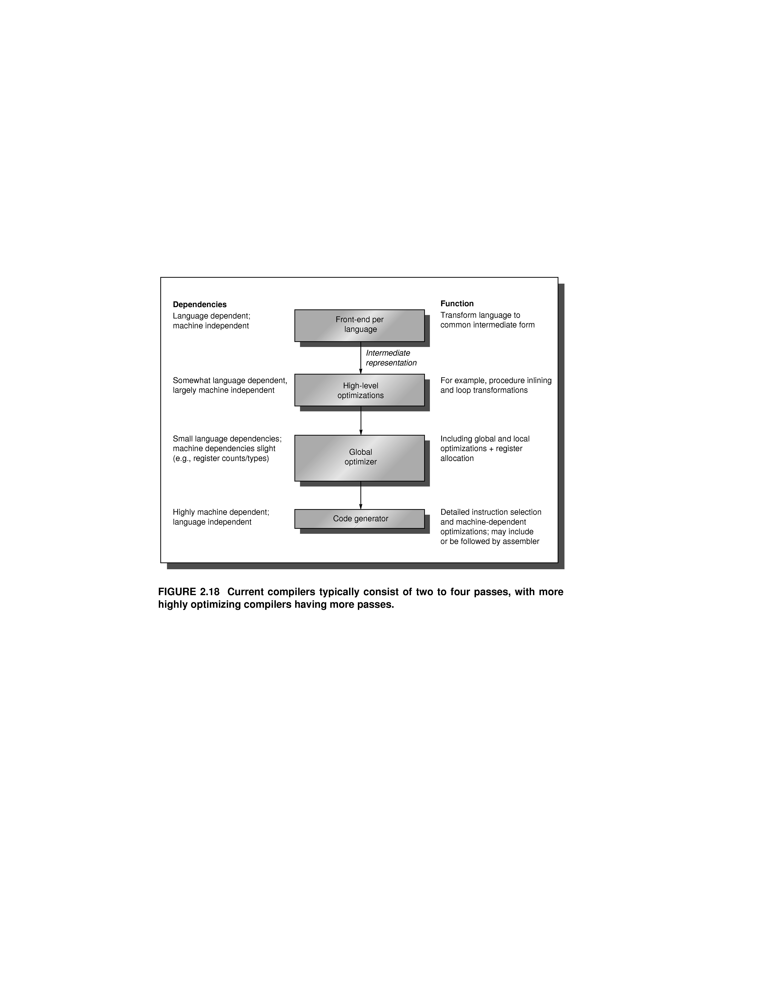 Dependencies
Function
Language dependent;
machine independent
Front-end per
language
Transform language to
common intermediate form
Intermediate
representation
Somewhat language dependent,
largely machine independent
High-level
optimizations
For example, procedure inlining
and loop transformations
Small language dependencies;
machine dependencies slight
(e.g., register counts/types)
Global
optimizer
Including global and local
optimizations + register
allocation
Highly machine dependent;
language independent
Code generator
Detailed instruction selection
and machine-dependent
optimizations; may include
or be followed by assembler
FIGURE 2.18 Current compilers typically consist of two to four passes, with more
highly optimizing compilers having more passes.